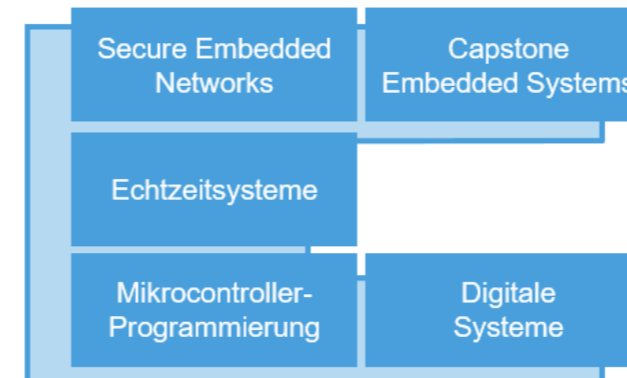 Secure Embedded
Networks
Capstone
Embedded Systems
Echtzeitsysteme
Mikrocontroller-
Programmierung
Digitale
Systeme